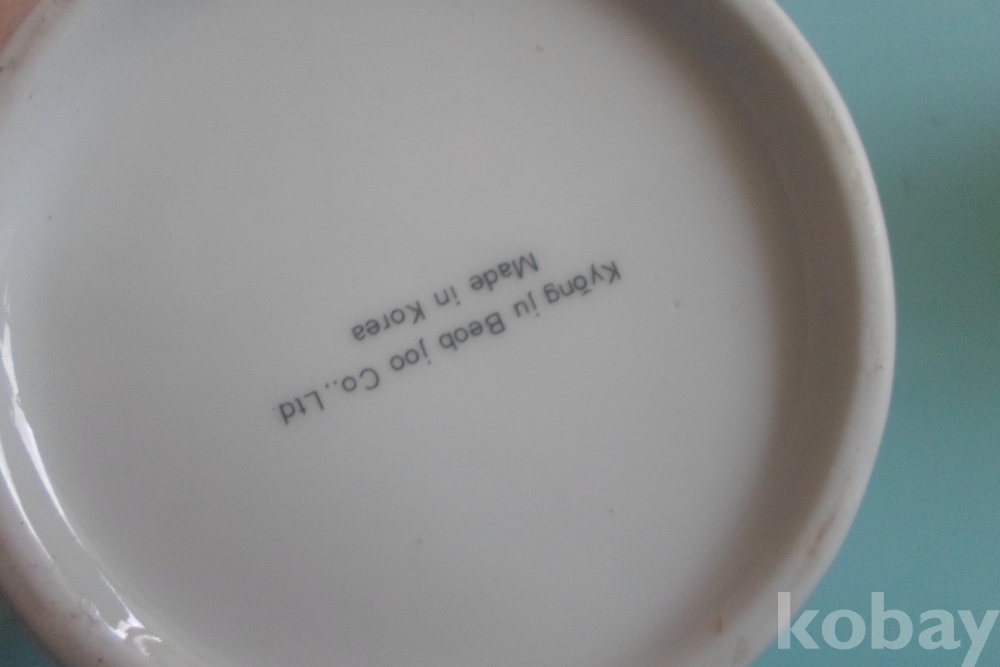 Kyŏng ju Beob joo Co.,Ltd
Made in Korea
kobay